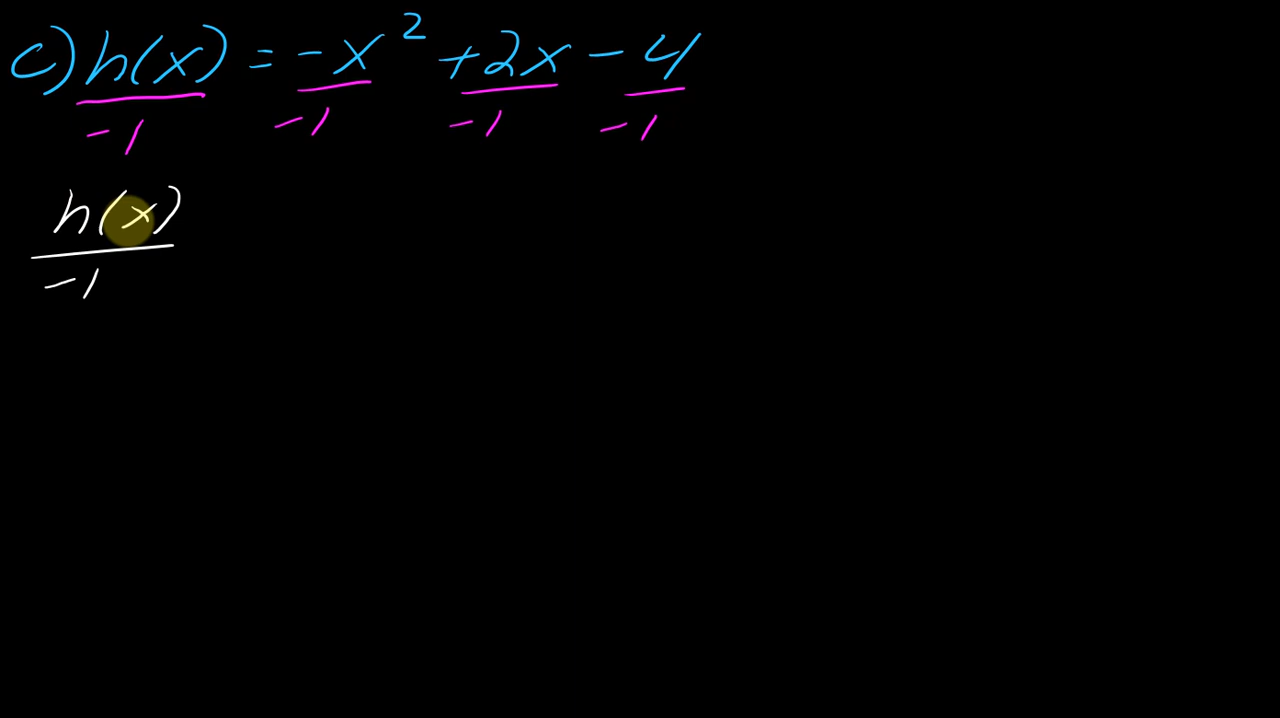 c) h(x) = -x² + 2x - 4
-1 -1 -1 -1
h(x)
-1